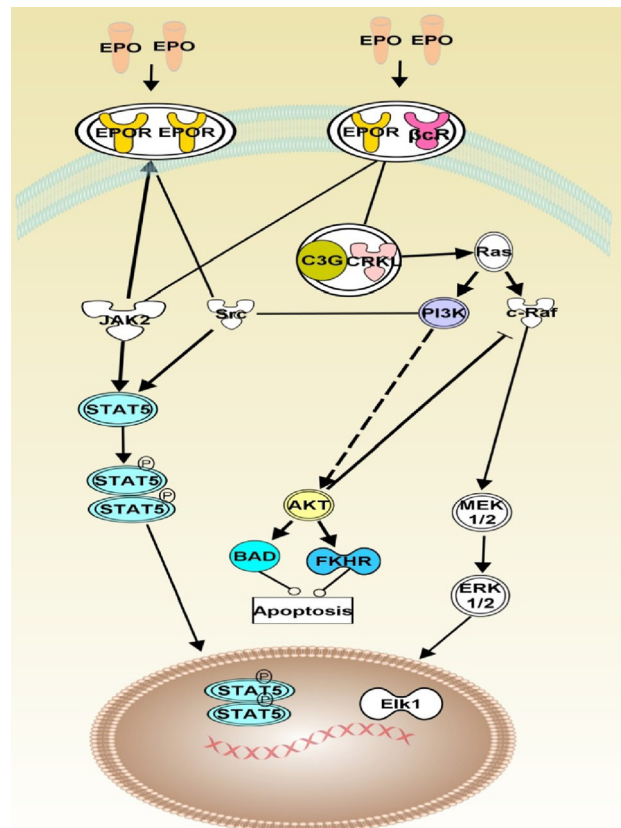 EPO EPO
EPO EPO
EPOR EPOR
EPOR βcR
C3G CRKL
Ras
JAK2
Src
PI3K
c-Raf
STAT5
P
STAT5
P
STAT5
AKT
MEK
1/2
BAD
FKHR
Apoptosis
ERK
1/2
P
STAT5
P
STAT5
Elk1